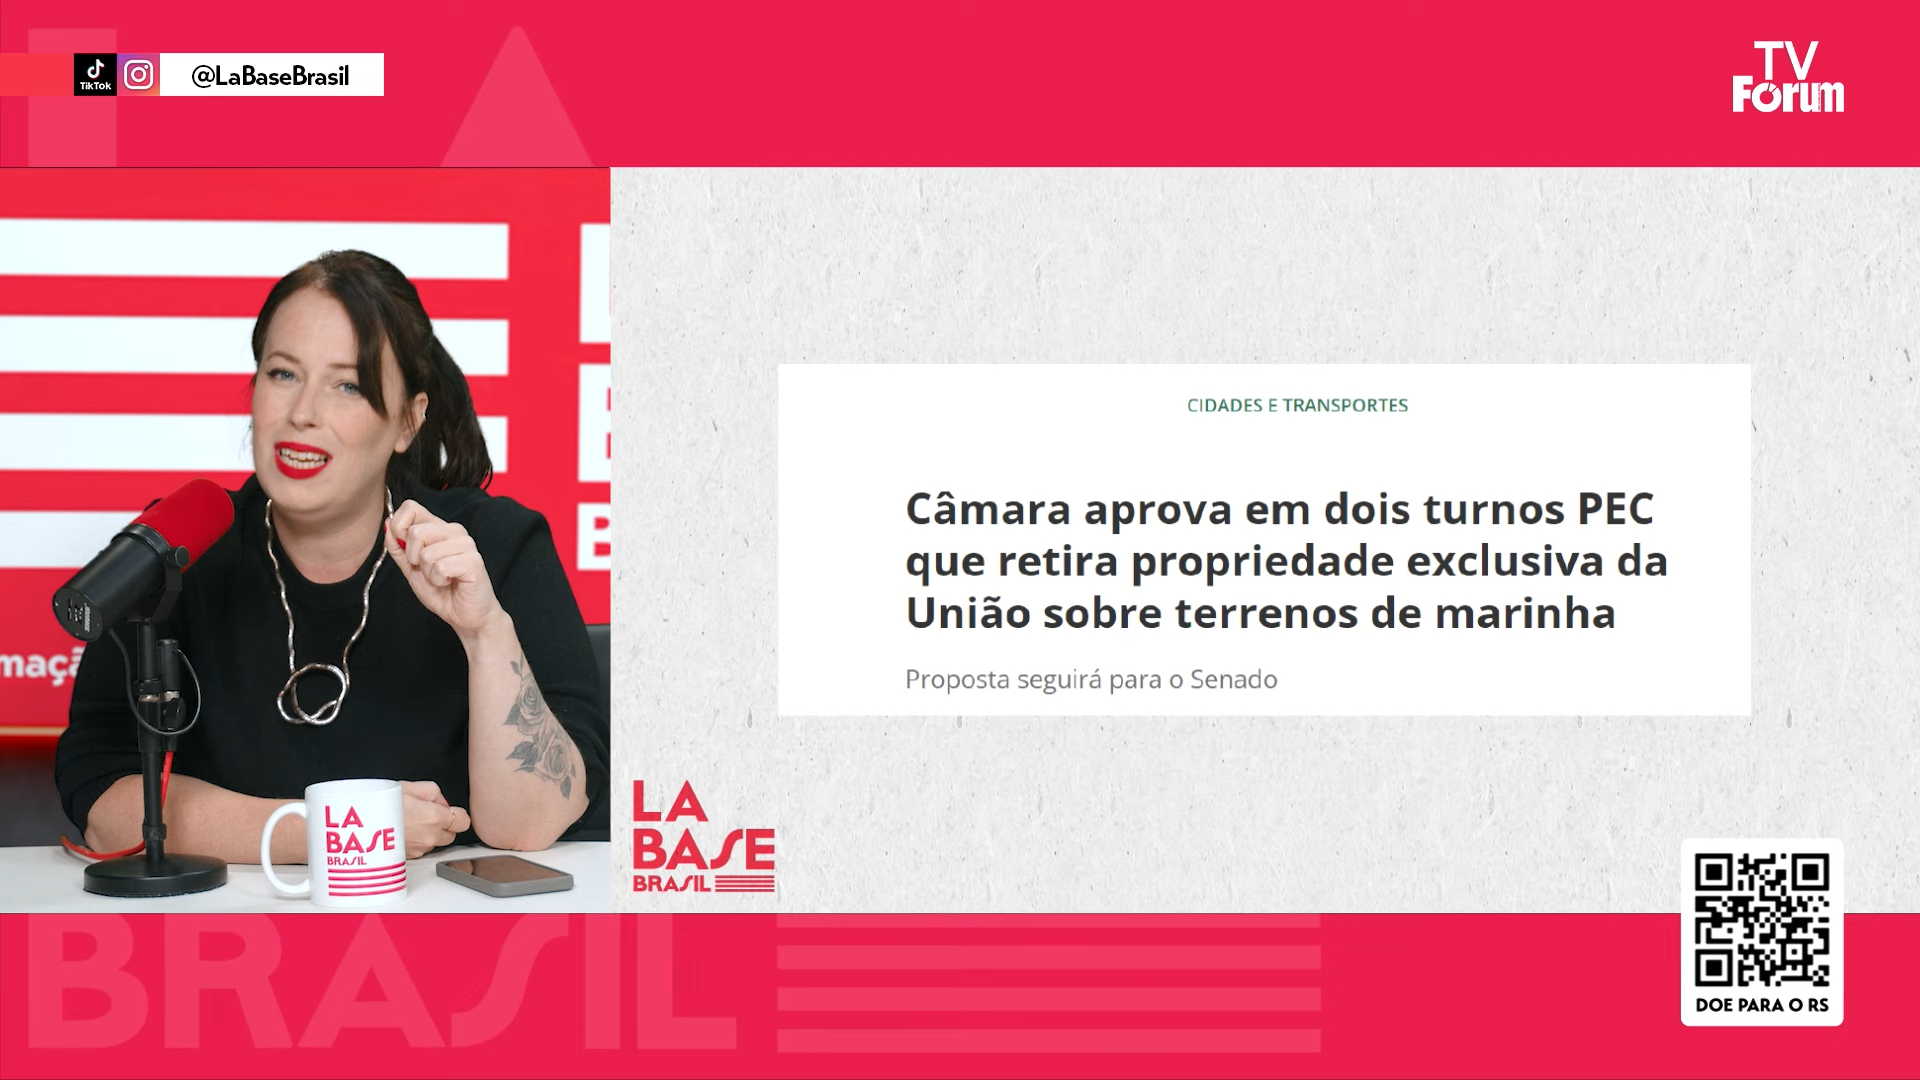 TikTok
@LaBaseBrasil
TV
Fórum
CIDADES E TRANSPORTES
Câmara aprova em dois turnos PEC
que retira propriedade exclusiva da
União sobre terrenos de marinha
Proposta seguirá para o Senado
LA
BASE
BRASIL
LA
BASE
BRASIL
DOE PARA O RS
BRASIL